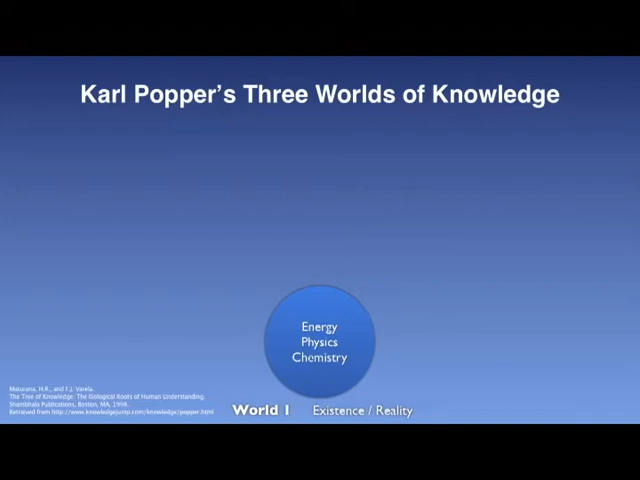 Karl Popper's Three Worlds of Knowledge
Energy
Physics
Chemistry
Maturana, H.R., and F.J. Varela.
The Tree of Knowledge: The Biological Roots of Human Understanding.
Shambhala Publications, Boston, MA, 1998.
Retrieved from http://www.knowledgejump.com/knowledge/popper.html
World 1 Existence / Reality